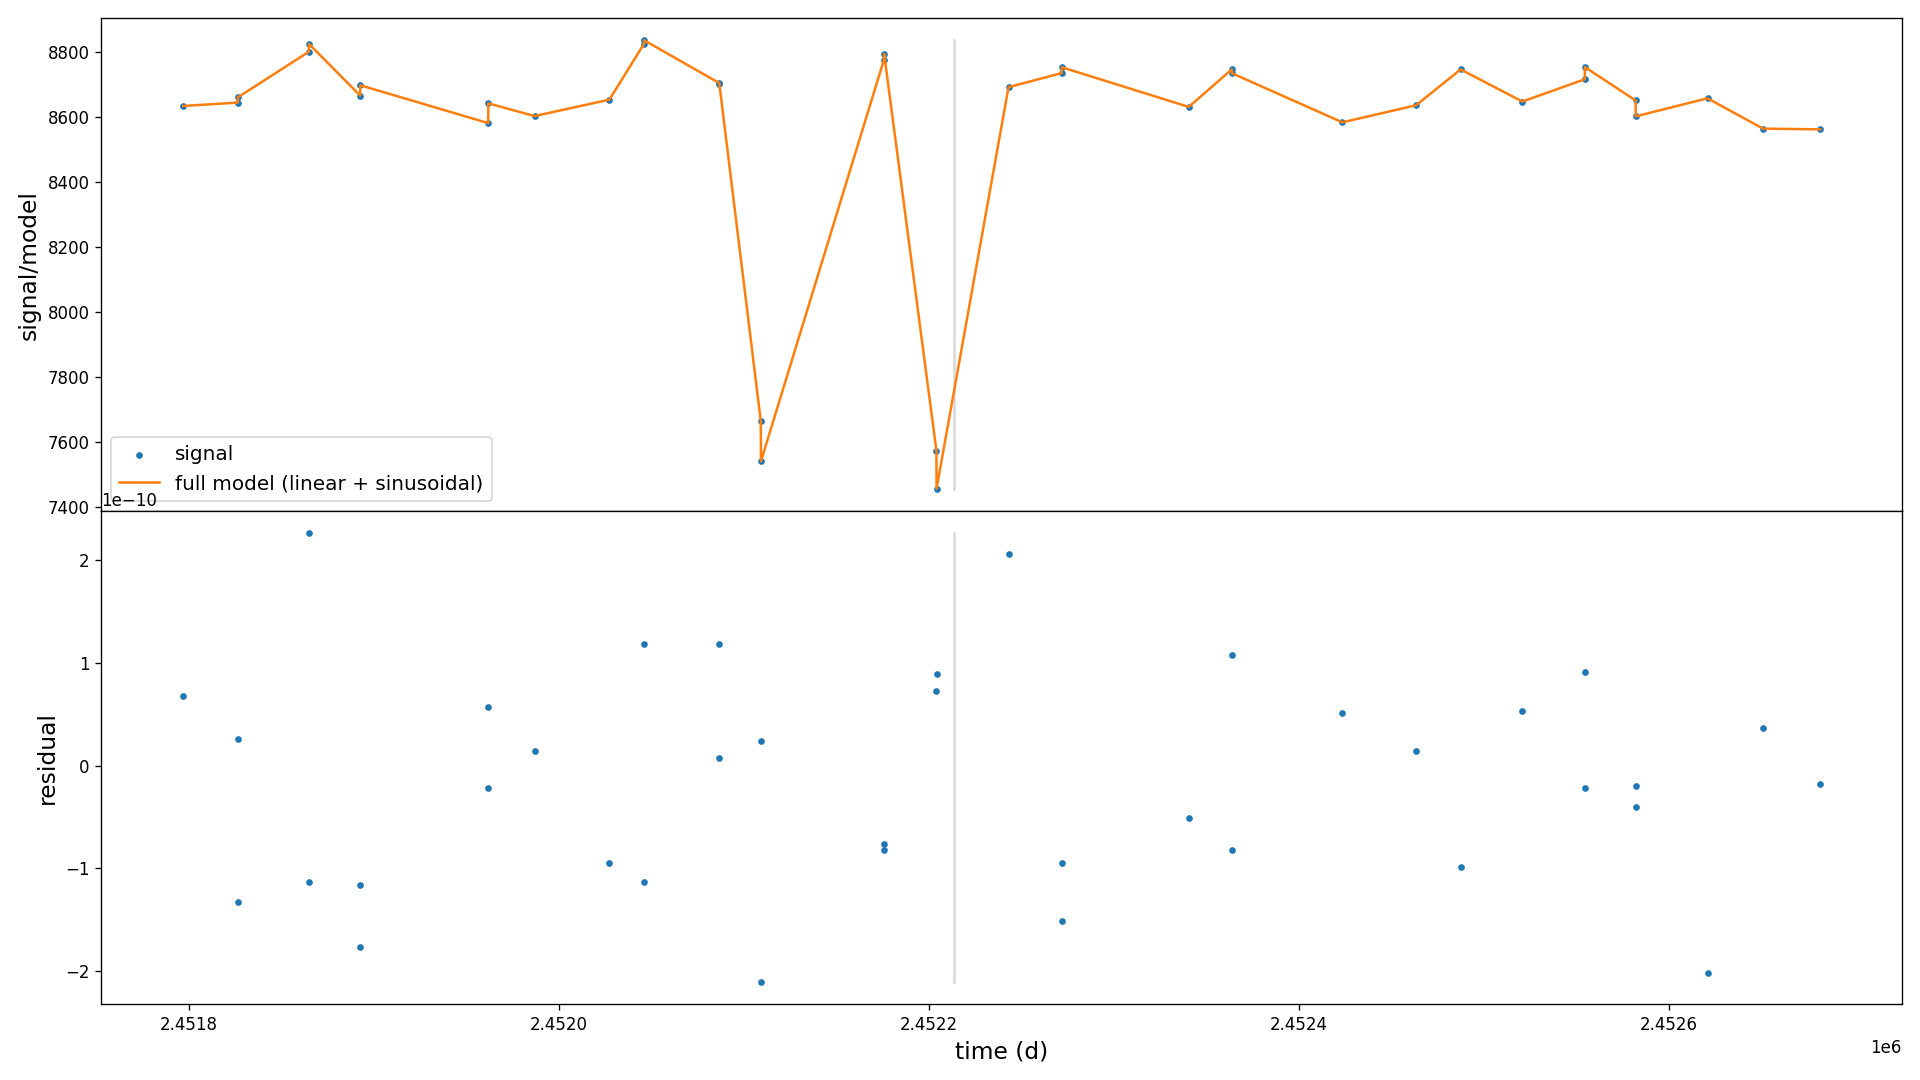 8800
8600
8400
8200
8000
7800
7600
7400
signal/model
signal
full model (linear + sinusoidal)
1e−10
2
1
0
−1
−2
residual
2.4518
2.4520
2.4522
2.4524
2.4526
time (d)
1e6